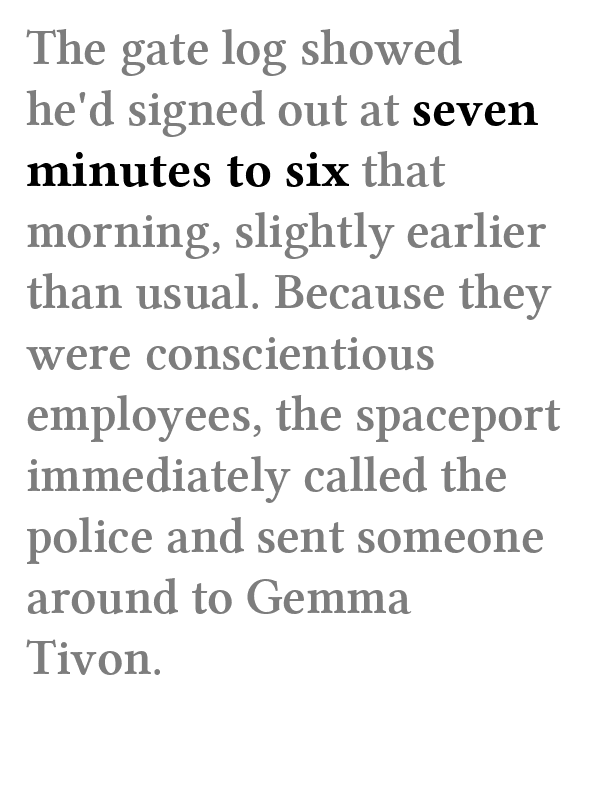 The gate log showed
he'd signed out at seven
minutes to six that
morning, slightly earlier
than usual. Because they
were conscientious
employees, the spaceport
immediately called the
police and sent someone
around to Gemma
Tivon.